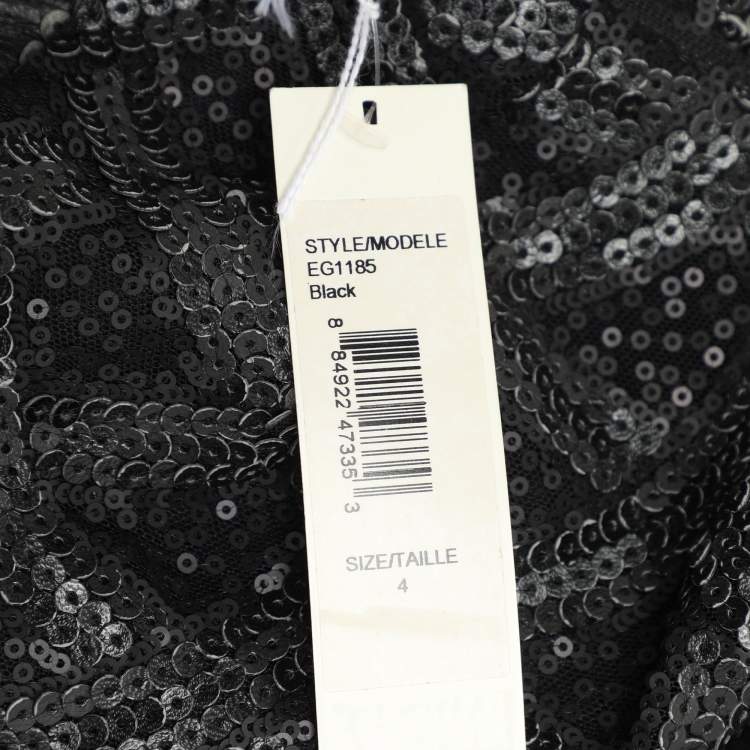 STYLE/MODELE
EG1185
Black
8 84922 47335 3
SIZE/TAILLE
4